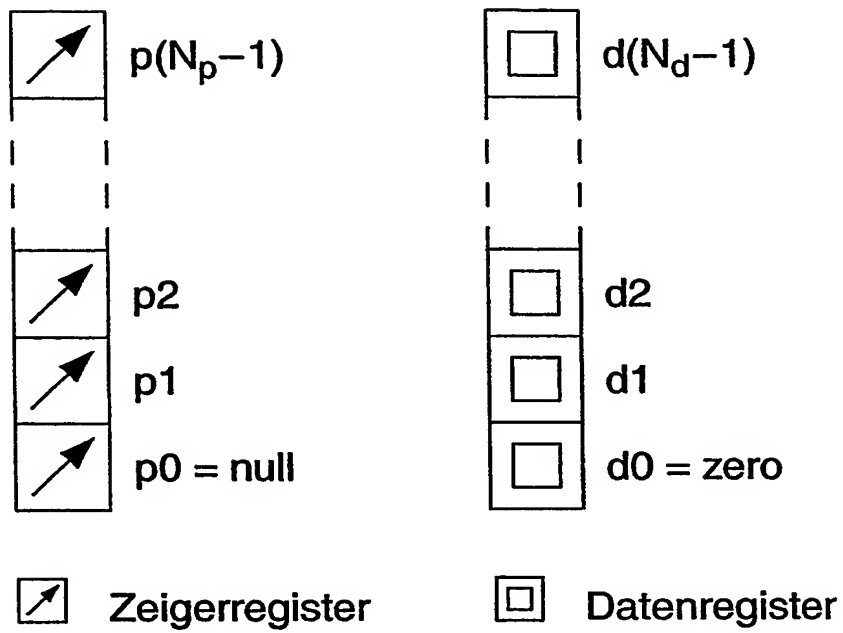 p(Np−1) d(Nd−1)
p2 d2
p1 d1
p0 = null d0 = zero
Zeigerregister Datenregister